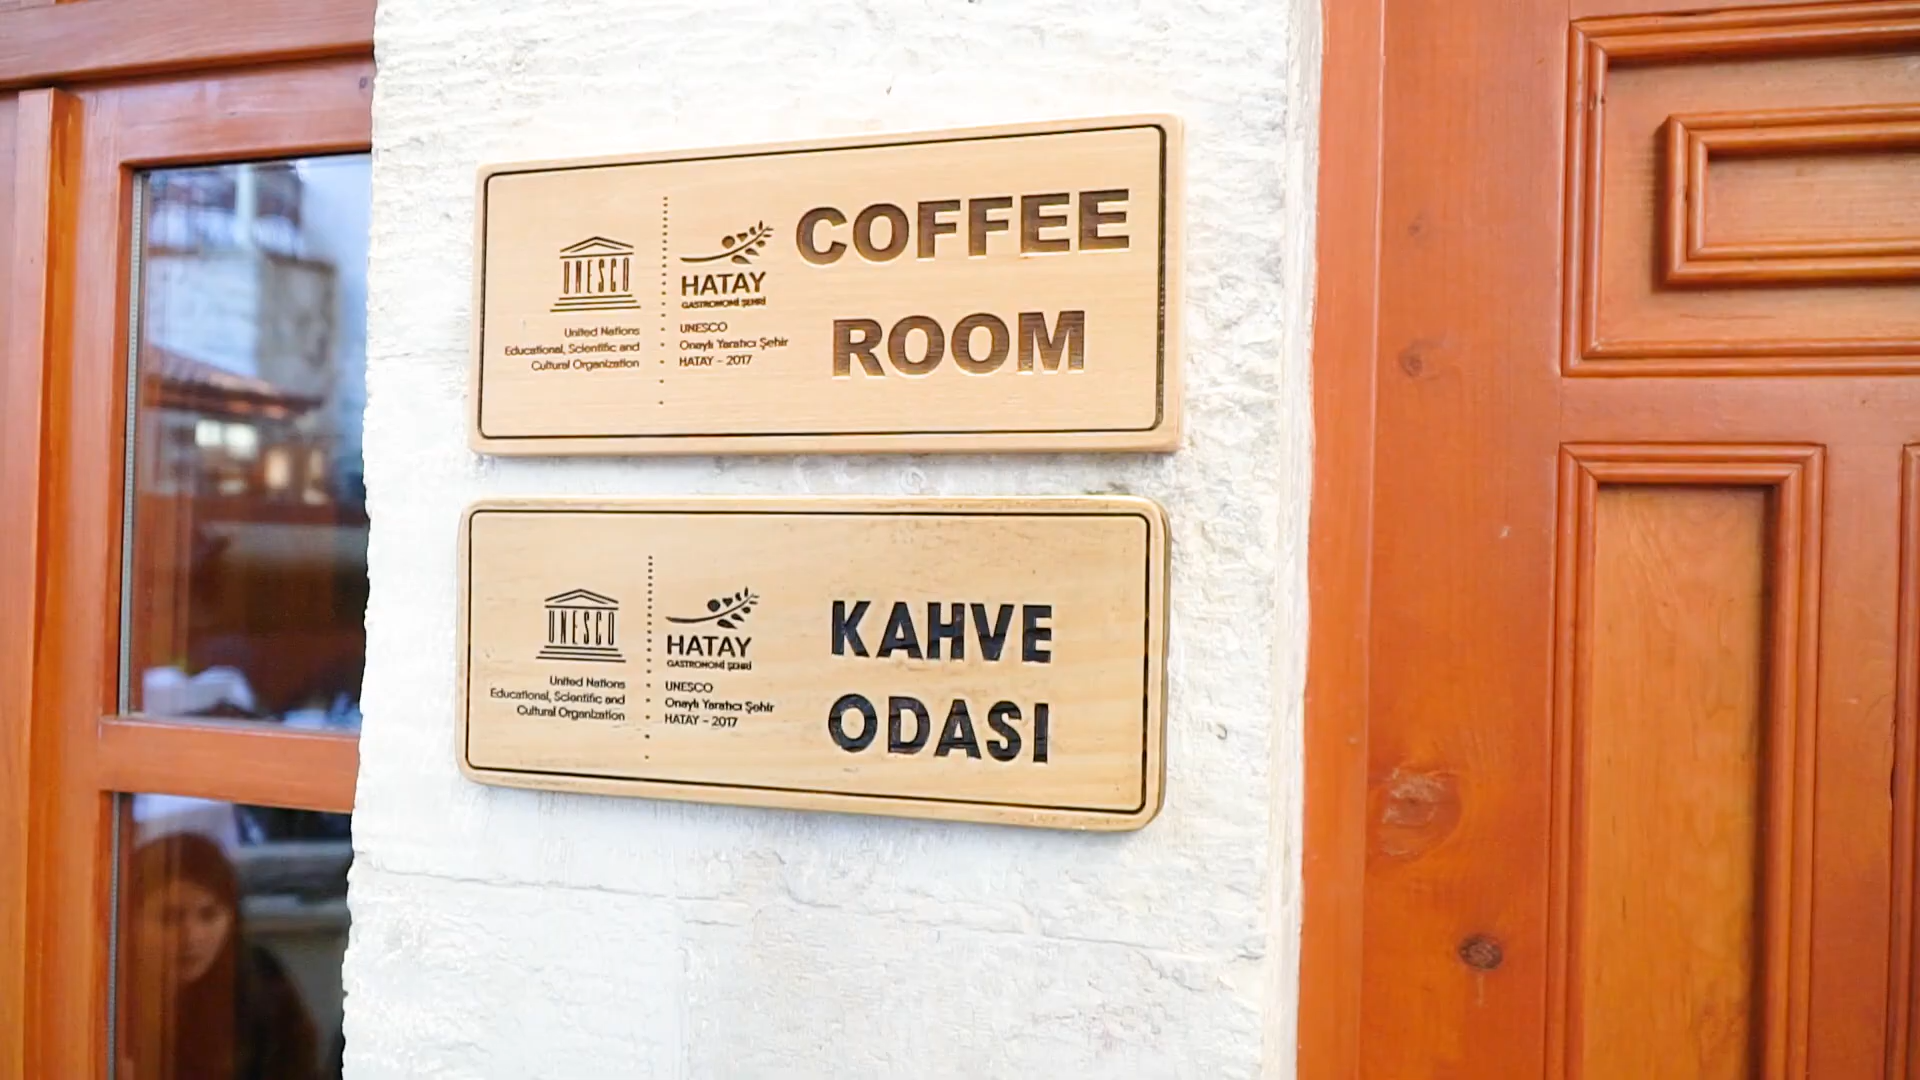 COFFEE
ROOM
UNESCO
United Nations
Educational, Scientific and
Cultural Organization
HATAY
GASTRONOMİ ŞEHRİ
UNESCO
Onaylı Yaratıcı Şehir
HATAY - 2017
KAHVE
ODASI
UNESCO
United Nations
Educational, Scientific and
Cultural Organization
HATAY
GASTRONOMİ ŞEHRİ
UNESCO
Onaylı Yaratıcı Şehir
HATAY - 2017